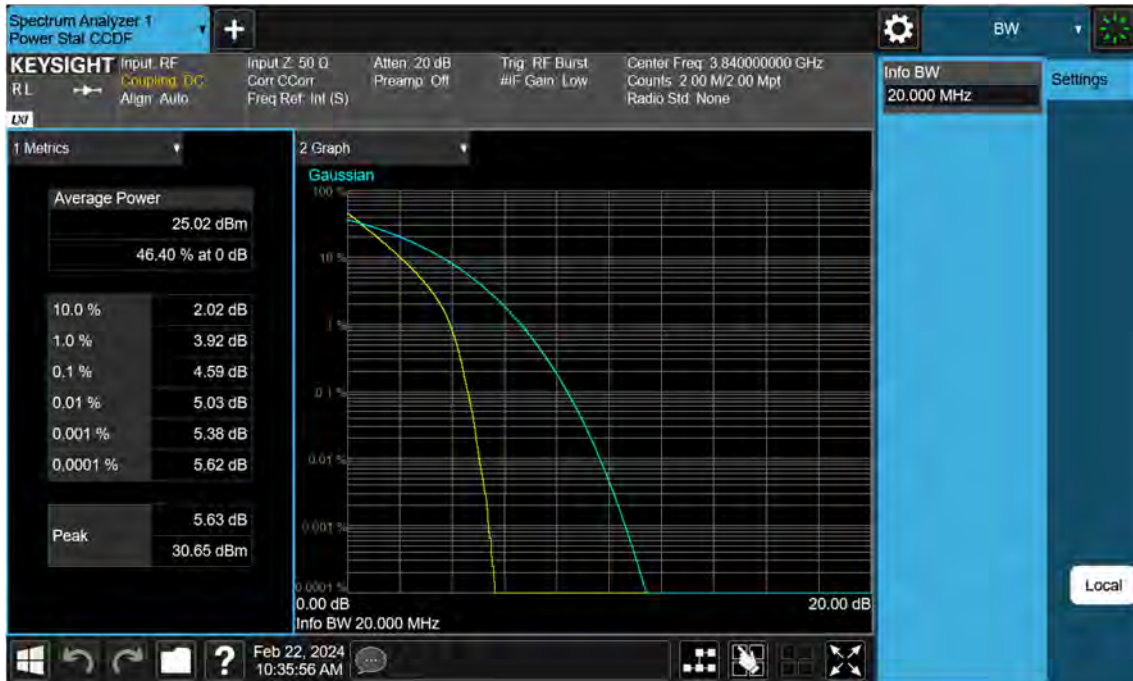 Spectrum Analyzer 1
Power Stat CCDF
BW
KEYSIGHT
RL
LXI
Input: RF
Coupling: DC
Align: Auto
Input Z: 50 Ω
Corr CCorr
Freq Ref: Int (S)
Atten: 20 dB
Preamp: Off
Trig: RF Burst
#IF Gain: Low
Center Freq: 3.840000000 GHz
Counts: 2.00 M/2.00 Mpt
Radio Std: None
Info BW
20.000 MHz
Settings
1 Metrics
Average Power
25.02 dBm
46.40 % at 0 dB
10.0 % 2.02 dB
1.0 % 3.92 dB
0.1 % 4.59 dB
0.01 % 5.03 dB
0.001 % 5.38 dB
0.0001 % 5.62 dB
Peak
5.63 dB
30.65 dBm
2 Graph
Gaussian
100 %
10 %
1 %
0.1 %
0.01 %
0.001 %
0.0001 %
0.00 dB 20.00 dB
Info BW 20.000 MHz
Local
?
Feb 22, 2024
10:35:56 AM